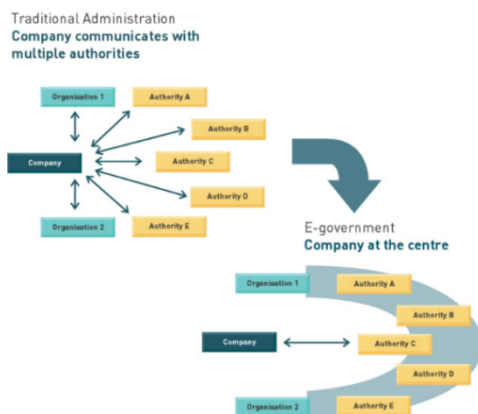 Traditional Administration
Company communicates with
multiple authorities
Organisation 1
Authority A
Authority B
Company
Authority C
Authority D
Organisation 2
Authority E
E-government
Company at the centre
Organisation 1
Authority A
Authority B
Company
Authority C
Authority D
Organisation 2
Authority E